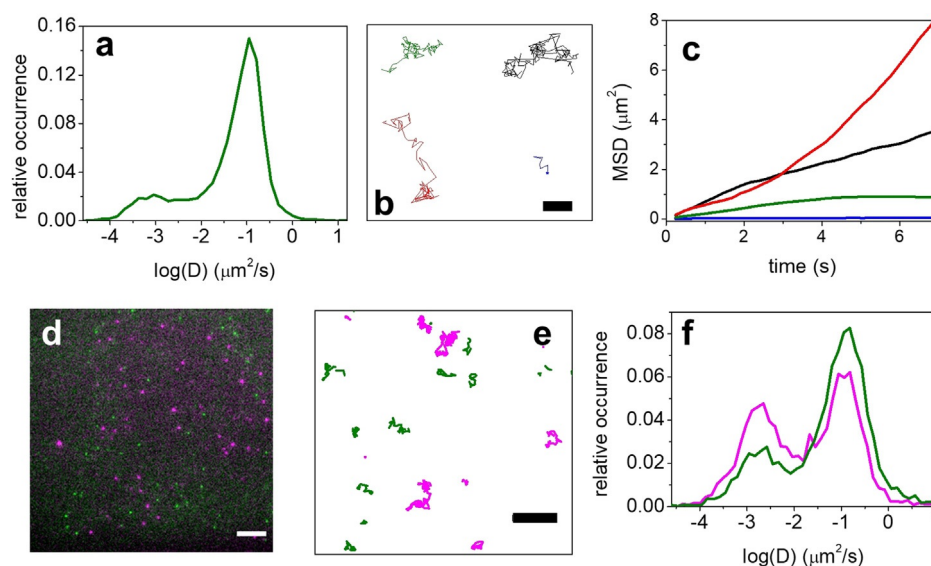 a
0.16
0.12
0.08
0.04
0.00
relative occurrence
-4 -3 -2 -1 0 1
log(D) (μm²/s)
b
c
8
6
4
2
0
MSD (μm²)
0 2 4 6
time (s)
d
e
f
0.08
0.06
0.04
0.02
0.00
relative occurrence
-4 -3 -2 -1 0
log(D) (μm²/s)